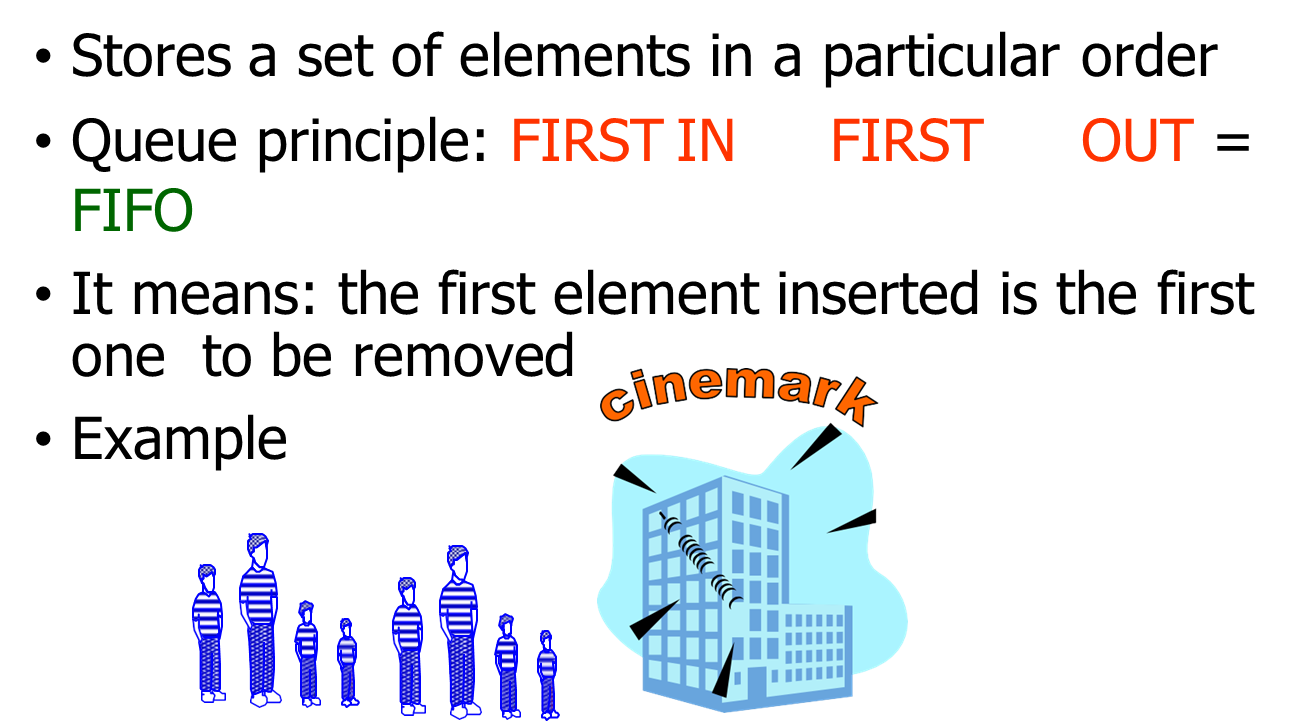 • Stores a set of elements in a particular order
• Queue principle: FIRST IN FIRST OUT =
FIFO
• It means: the first element inserted is the first
one to be removed
• Example
cinemark